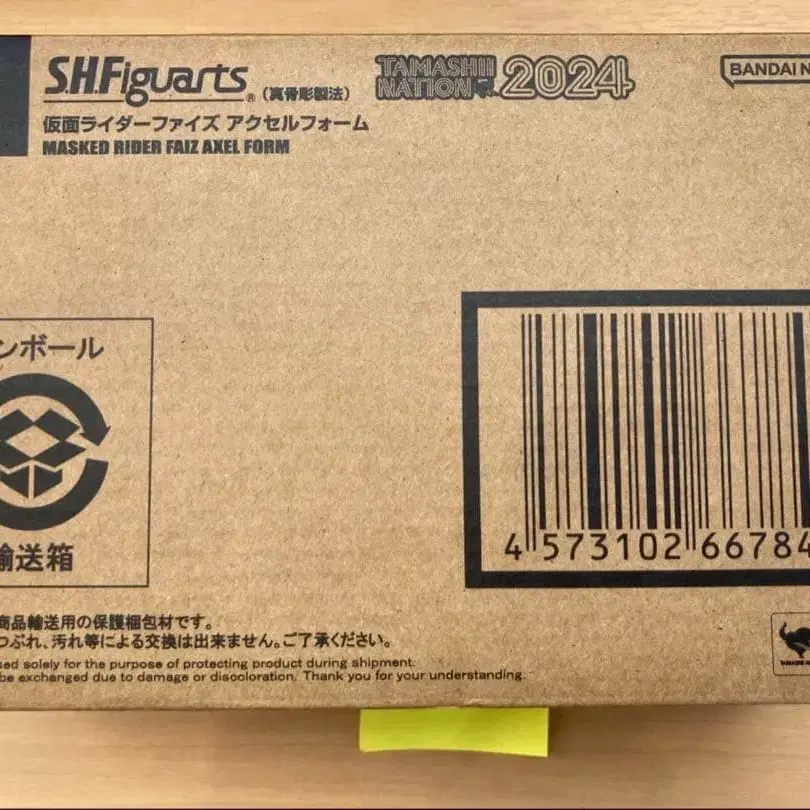 S.H.Figuarts® (真骨彫製法)
TAMASHII NATION 2024
BANDAI N
仮面ライダーファイズ アクセルフォーム
MASKED RIDER FAIZ AXEL FORM
ンボール
輸送箱
4 573102 66784
商品輸送用の保護梱包材です。
つぶれ、汚れ等による交換は出来ません。ご了承ください。
sed solely for the purpose of protecting product during shipment.
be exchanged due to damage or discoloration. Thank you for your understanding.